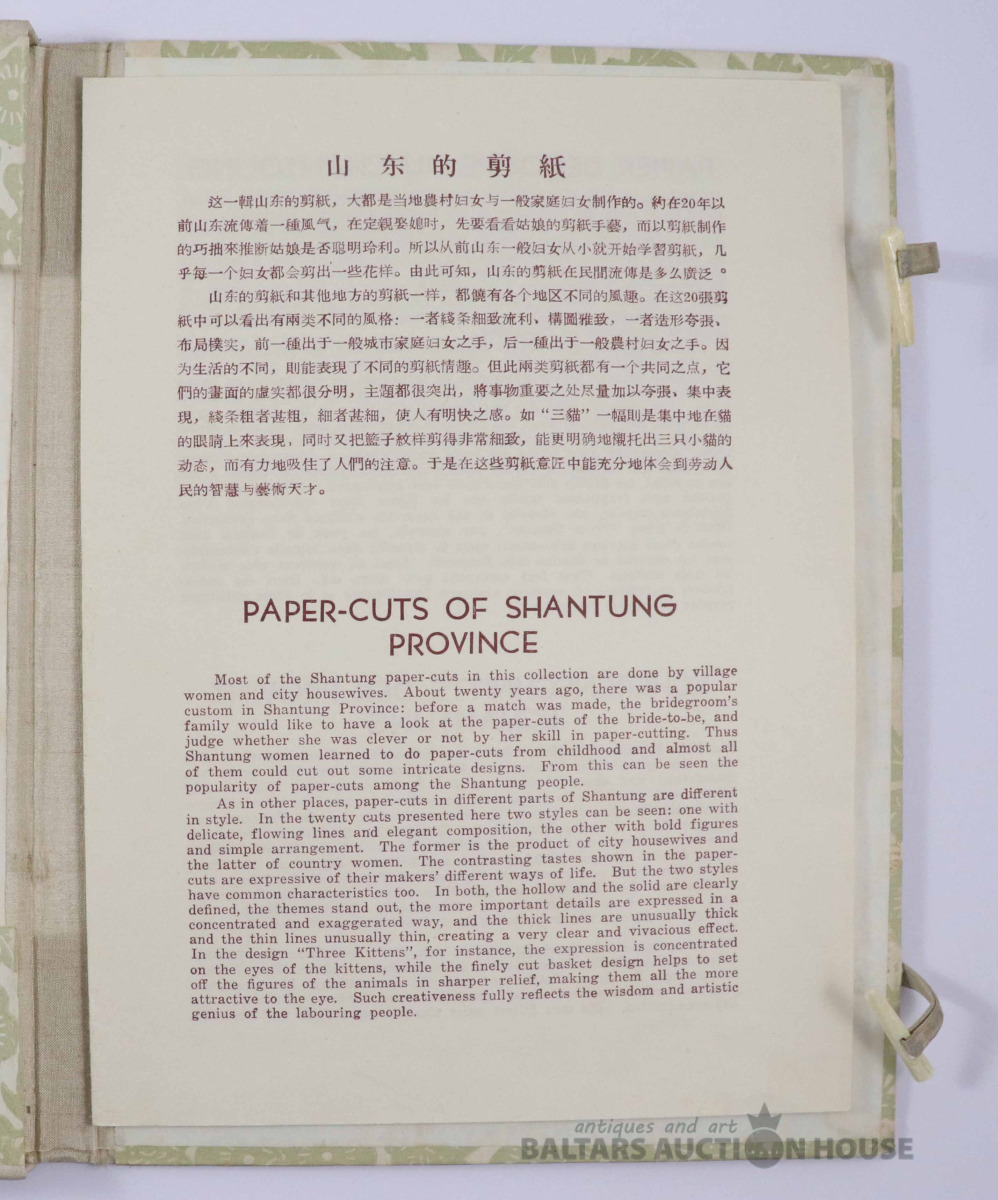 山东的剪紙
这一輯山东的剪紙，大都是当地農村妇女与一般家庭妇女制作的。約在20年以
前山东流傳着一種風气，在定親娶媳时，先要看看姑娘的剪紙手藝，而以剪紙制作
的巧拙來推断姑娘是否聪明玲利。所以从前山东一般妇女从小就开始学習剪紙，几
乎每一个妇女都会剪出一些花样。由此可知，山东的剪紙在民間流傳是多么廣泛。
山东的剪紙和其他地方的剪紙一样，都饒有各个地区不同的風趣。在这20張剪
紙中可以看出有兩类不同的風格：一者綫条細致流利、構圖雅致，一者造形夸張、
布局樸实，前一種出于一般城市家庭妇女之手，后一種出于一般農村妇女之手。因
为生活的不同，則能表現了不同的剪紙情趣。但此兩类剪紙都有一个共同之点，它
們的畫面的虛实都很分明，主題都很突出，將事物重要之处尽量加以夸張、集中表
現，綫条粗者甚粗，細者甚細，使人有明快之感。如“三貓”一幅則是集中地在貓
的眼睛上來表現，同时又把籃子紋样剪得非常細致，能更明确地襯托出三只小貓的
动态，而有力地吸住了人們的注意。于是在这些剪紙意匠中能充分地体会到劳动人
民的智慧与藝術天才。
PAPER-CUTS OF SHANTUNG
PROVINCE
Most of the Shantung paper-cuts in this collection are done by village
women and city housewives. About twenty years ago, there was a popular
custom in Shantung Province: before a match was made, the bridegroom's
family would like to have a look at the paper-cuts of the bride-to-be, and
judge whether she was clever or not by her skill in paper-cutting. Thus
Shantung women learned to do paper-cuts from childhood and almost all
of them could cut out some intricate designs. From this can be seen the
popularity of paper-cuts among the Shantung people.
As in other places, paper-cuts in different parts of Shantung are different
in style. In the twenty cuts presented here two styles can be seen: one with
delicate, flowing lines and elegant composition, the other with bold figures
and simple arrangement. The former is the product of city housewives and
the latter of country women. The contrasting tastes shown in the paper-
cuts are expressive of their makers' different ways of life. But the two styles
have common characteristics too. In both, the hollow and the solid are clearly
defined, the themes stand out, the more important details are expressed in a
concentrated and exaggerated way, and the thick lines are unusually thick
and the thin lines unusually thin, creating a very clear and vivacious effect.
In the design “Three Kittens”, for instance, the expression is concentrated
on the eyes of the kittens, while the finely cut basket design helps to set
off the figures of the animals in sharper relief, making them all the more
attractive to the eye. Such creativeness fully reflects the wisdom and artistic
genius of the labouring people.
antiques and art
BALTARS AUCTION HOUSE